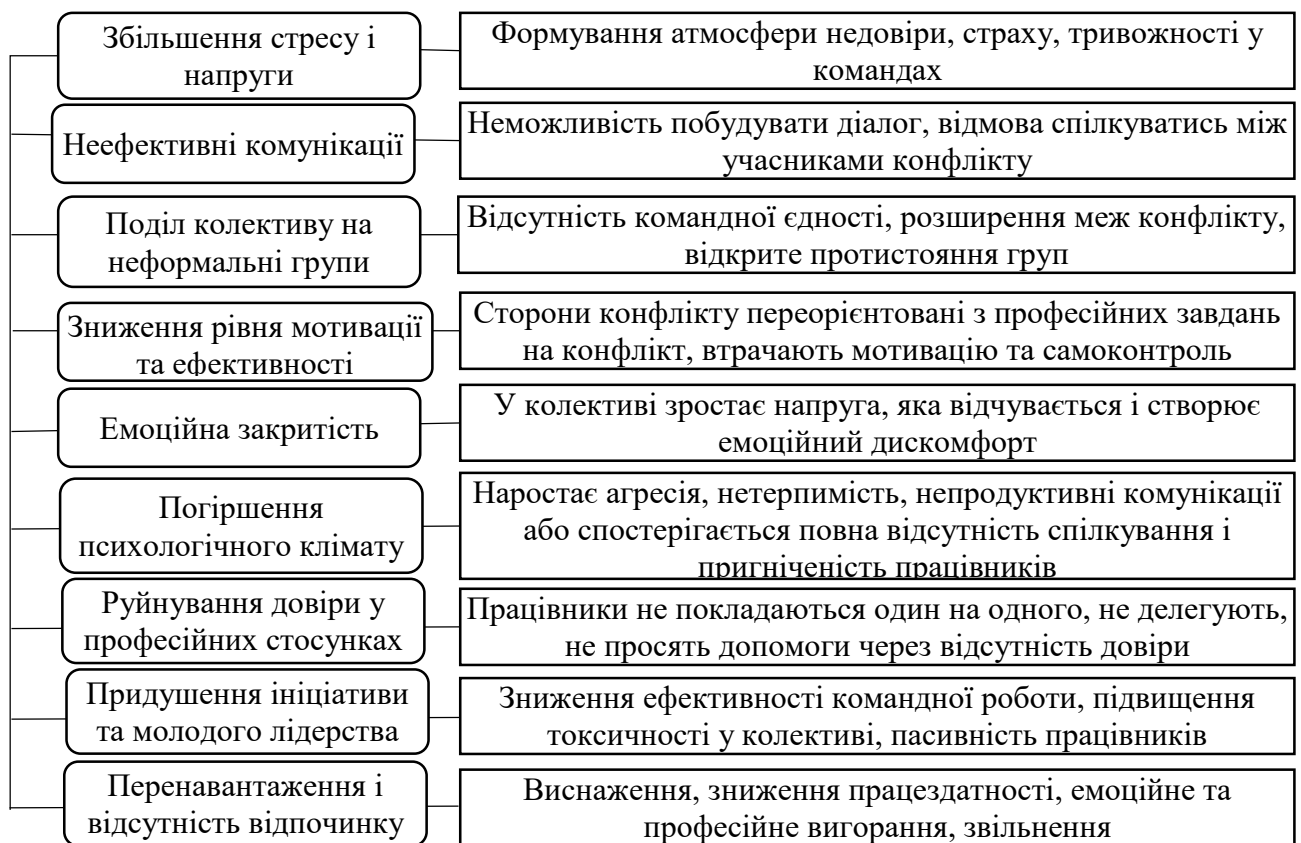 Збільшення стресу і
напруги
Формування атмосфери недовіри, страху, тривожності у
командах
Неефективні комунікації
Неможливість побудувати діалог, відмова спілкуватись між
учасниками конфлікту
Поділ колективу на
неформальні групи
Відсутність командної єдності, розширення меж конфлікту,
відкрите протистояння груп
Зниження рівня мотивації
та ефективності
Сторони конфлікту переорієнтовані з професійних завдань
на конфлікт, втрачають мотивацію та самоконтроль
Емоційна закритість
У колективі зростає напруга, яка відчувається і створює
емоційний дискомфорт
Погіршення
психологічного клімату
Наростає агресія, нетерпимість, непродуктивні комунікації
або спостерігається повна відсутність спілкування і
пригніченість працівників
Руйнування довіри у
професійних стосунках
Працівники не покладаються один на одного, не делегують,
не просять допомоги через відсутність довіри
Придушення ініціативи
та молодого лідерства
Зниження ефективності командної роботи, підвищення
токсичності у колективі, пасивність працівників
Перенавантаження і
відсутність відпочинку
Виснаження, зниження працездатності, емоційне та
професійне вигорання, звільнення